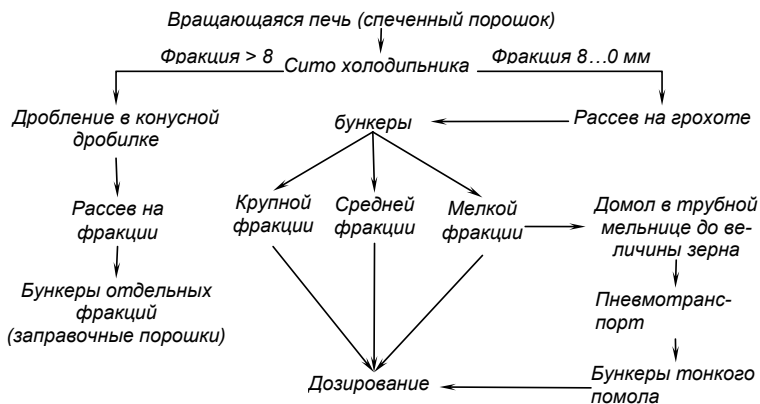 Вращающаяся печь (спеченный порошок)
Фракция > 8
Сито холодильника
Фракция 8...0 мм
Дробление в конусной
дробилке
бункеры
Рассев на грохоте
Рассев на
фракции
Крупной
фракции
Средней
фракции
Мелкой
фракции
Домол в трубной
мельнице до ве-
личины зерна
Бункеры отдельных
фракций
(заправочные порошки)
Пневмотранс-
порт
Дозирование
Бункеры тонкого
помола